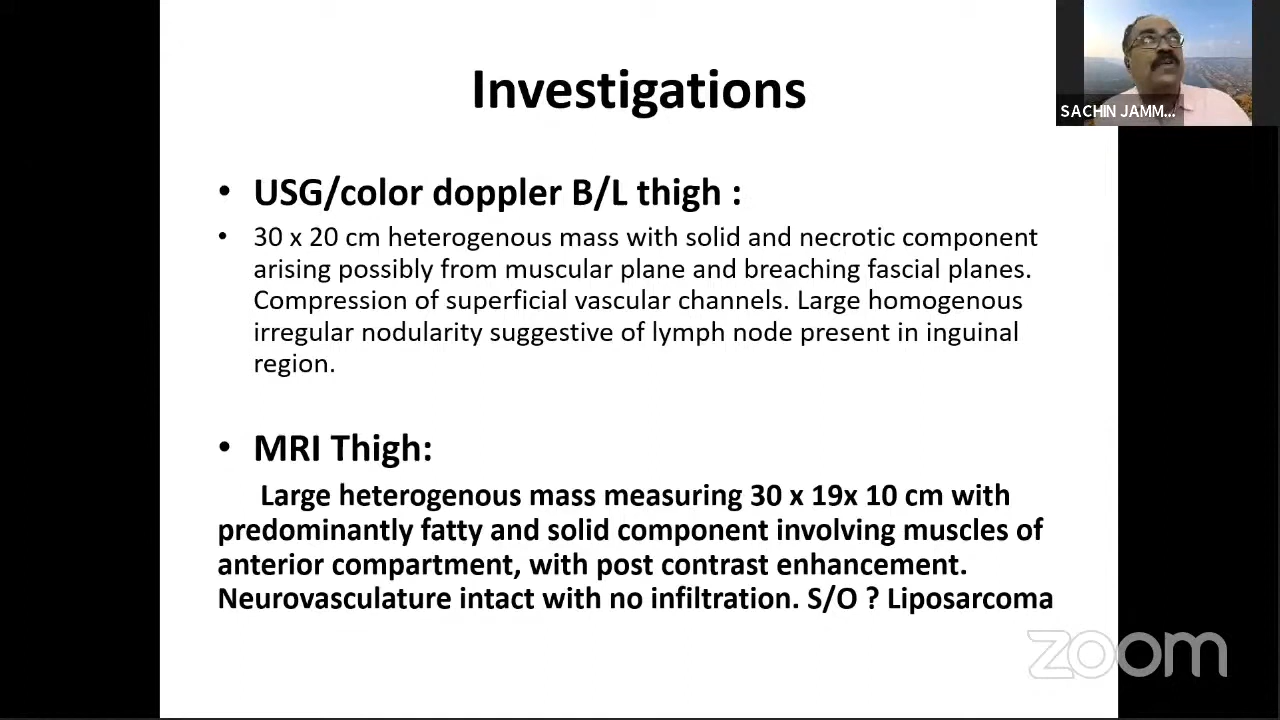 Investigations
SACHIN JAMM...
• USG/color doppler B/L thigh :
• 30 x 20 cm heterogenous mass with solid and necrotic component
arising possibly from muscular plane and breaching fascial planes.
Compression of superficial vascular channels. Large homogenous
irregular nodularity suggestive of lymph node present in inguinal
region.
• MRI Thigh:
Large heterogenous mass measuring 30 x 19x 10 cm with
predominantly fatty and solid component involving muscles of
anterior compartment, with post contrast enhancement.
Neurovasculature intact with no infiltration. S/O ? Liposarcoma
zoom